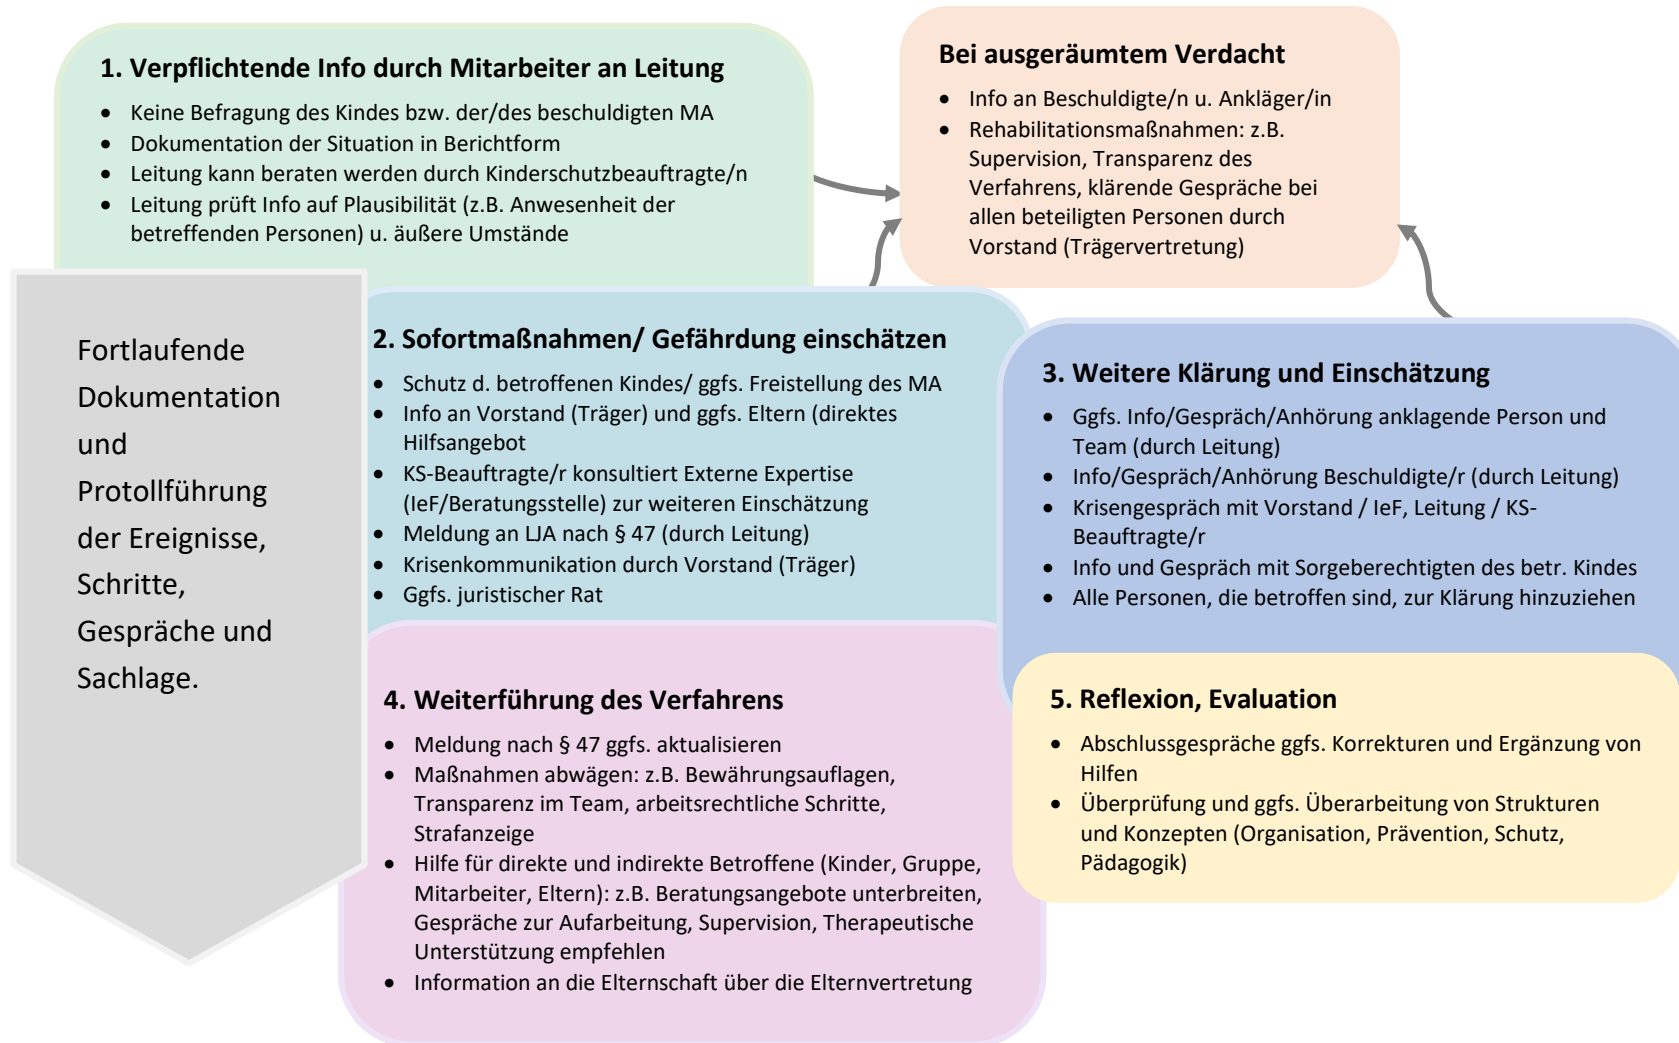 1. Verpflichtende Info durch Mitarbeiter an Leitung
• Keine Befragung des Kindes bzw. der/des beschuldigten MA
• Dokumentation der Situation in Berichtform
• Leitung kann beraten werden durch Kinderschutzbeauftragte/n
• Leitung prüft Info auf Plausibilität (z.B. Anwesenheit der
betreffenden Personen) u. äußere Umstände
Bei ausgeräumtem Verdacht
• Info an Beschuldigte/n u. Ankläger/in
• Rehabilitationsmaßnahmen: z.B.
Supervision, Transparenz des
Verfahrens, klärende Gespräche bei
allen beteiligten Personen durch
Vorstand (Trägervertretung)
Fortlaufende
Dokumentation
und
Protollführung
der Ereignisse,
Schritte,
Gespräche und
Sachlage.
2. Sofortmaßnahmen/ Gefährdung einschätzen
• Schutz d. betroffenen Kindes/ ggfs. Freistellung des MA
• Info an Vorstand (Träger) und ggfs. Eltern (direktes
Hilfsangebot
• KS-Beauftragte/r konsultiert Externe Expertise
(IeF/Beratungsstelle) zur weiteren Einschätzung
• Meldung an LJA nach § 47 (durch Leitung)
• Krisenkommunikation durch Vorstand (Träger)
• Ggfs. juristischer Rat
3. Weitere Klärung und Einschätzung
• Ggfs. Info/Gespräch/Anhörung anklagende Person und
Team (durch Leitung)
• Info/Gespräch/Anhörung Beschuldigte/r (durch Leitung)
• Krisengespräch mit Vorstand / IeF, Leitung / KS-
Beauftragte/r
• Info und Gespräch mit Sorgeberechtigten des betr. Kindes
• Alle Personen, die betroffen sind, zur Klärung hinzuziehen
4. Weiterführung des Verfahrens
• Meldung nach § 47 ggfs. aktualisieren
• Maßnahmen abwägen: z.B. Bewährungsauflagen,
Transparenz im Team, arbeitsrechtliche Schritte,
Strafanzeige
• Hilfe für direkte und indirekte Betroffene (Kinder, Gruppe,
Mitarbeiter, Eltern): z.B. Beratungsangebote unterbreiten,
Gespräche zur Aufarbeitung, Supervision, Therapeutische
Unterstützung empfehlen
• Information an die Elternschaft über die Elternvertretung
5. Reflexion, Evaluation
• Abschlussgespräche ggfs. Korrekturen und Ergänzung von
Hilfen
• Überprüfung und ggfs. Überarbeitung von Strukturen
und Konzepten (Organisation, Prävention, Schutz,
Pädagogik)